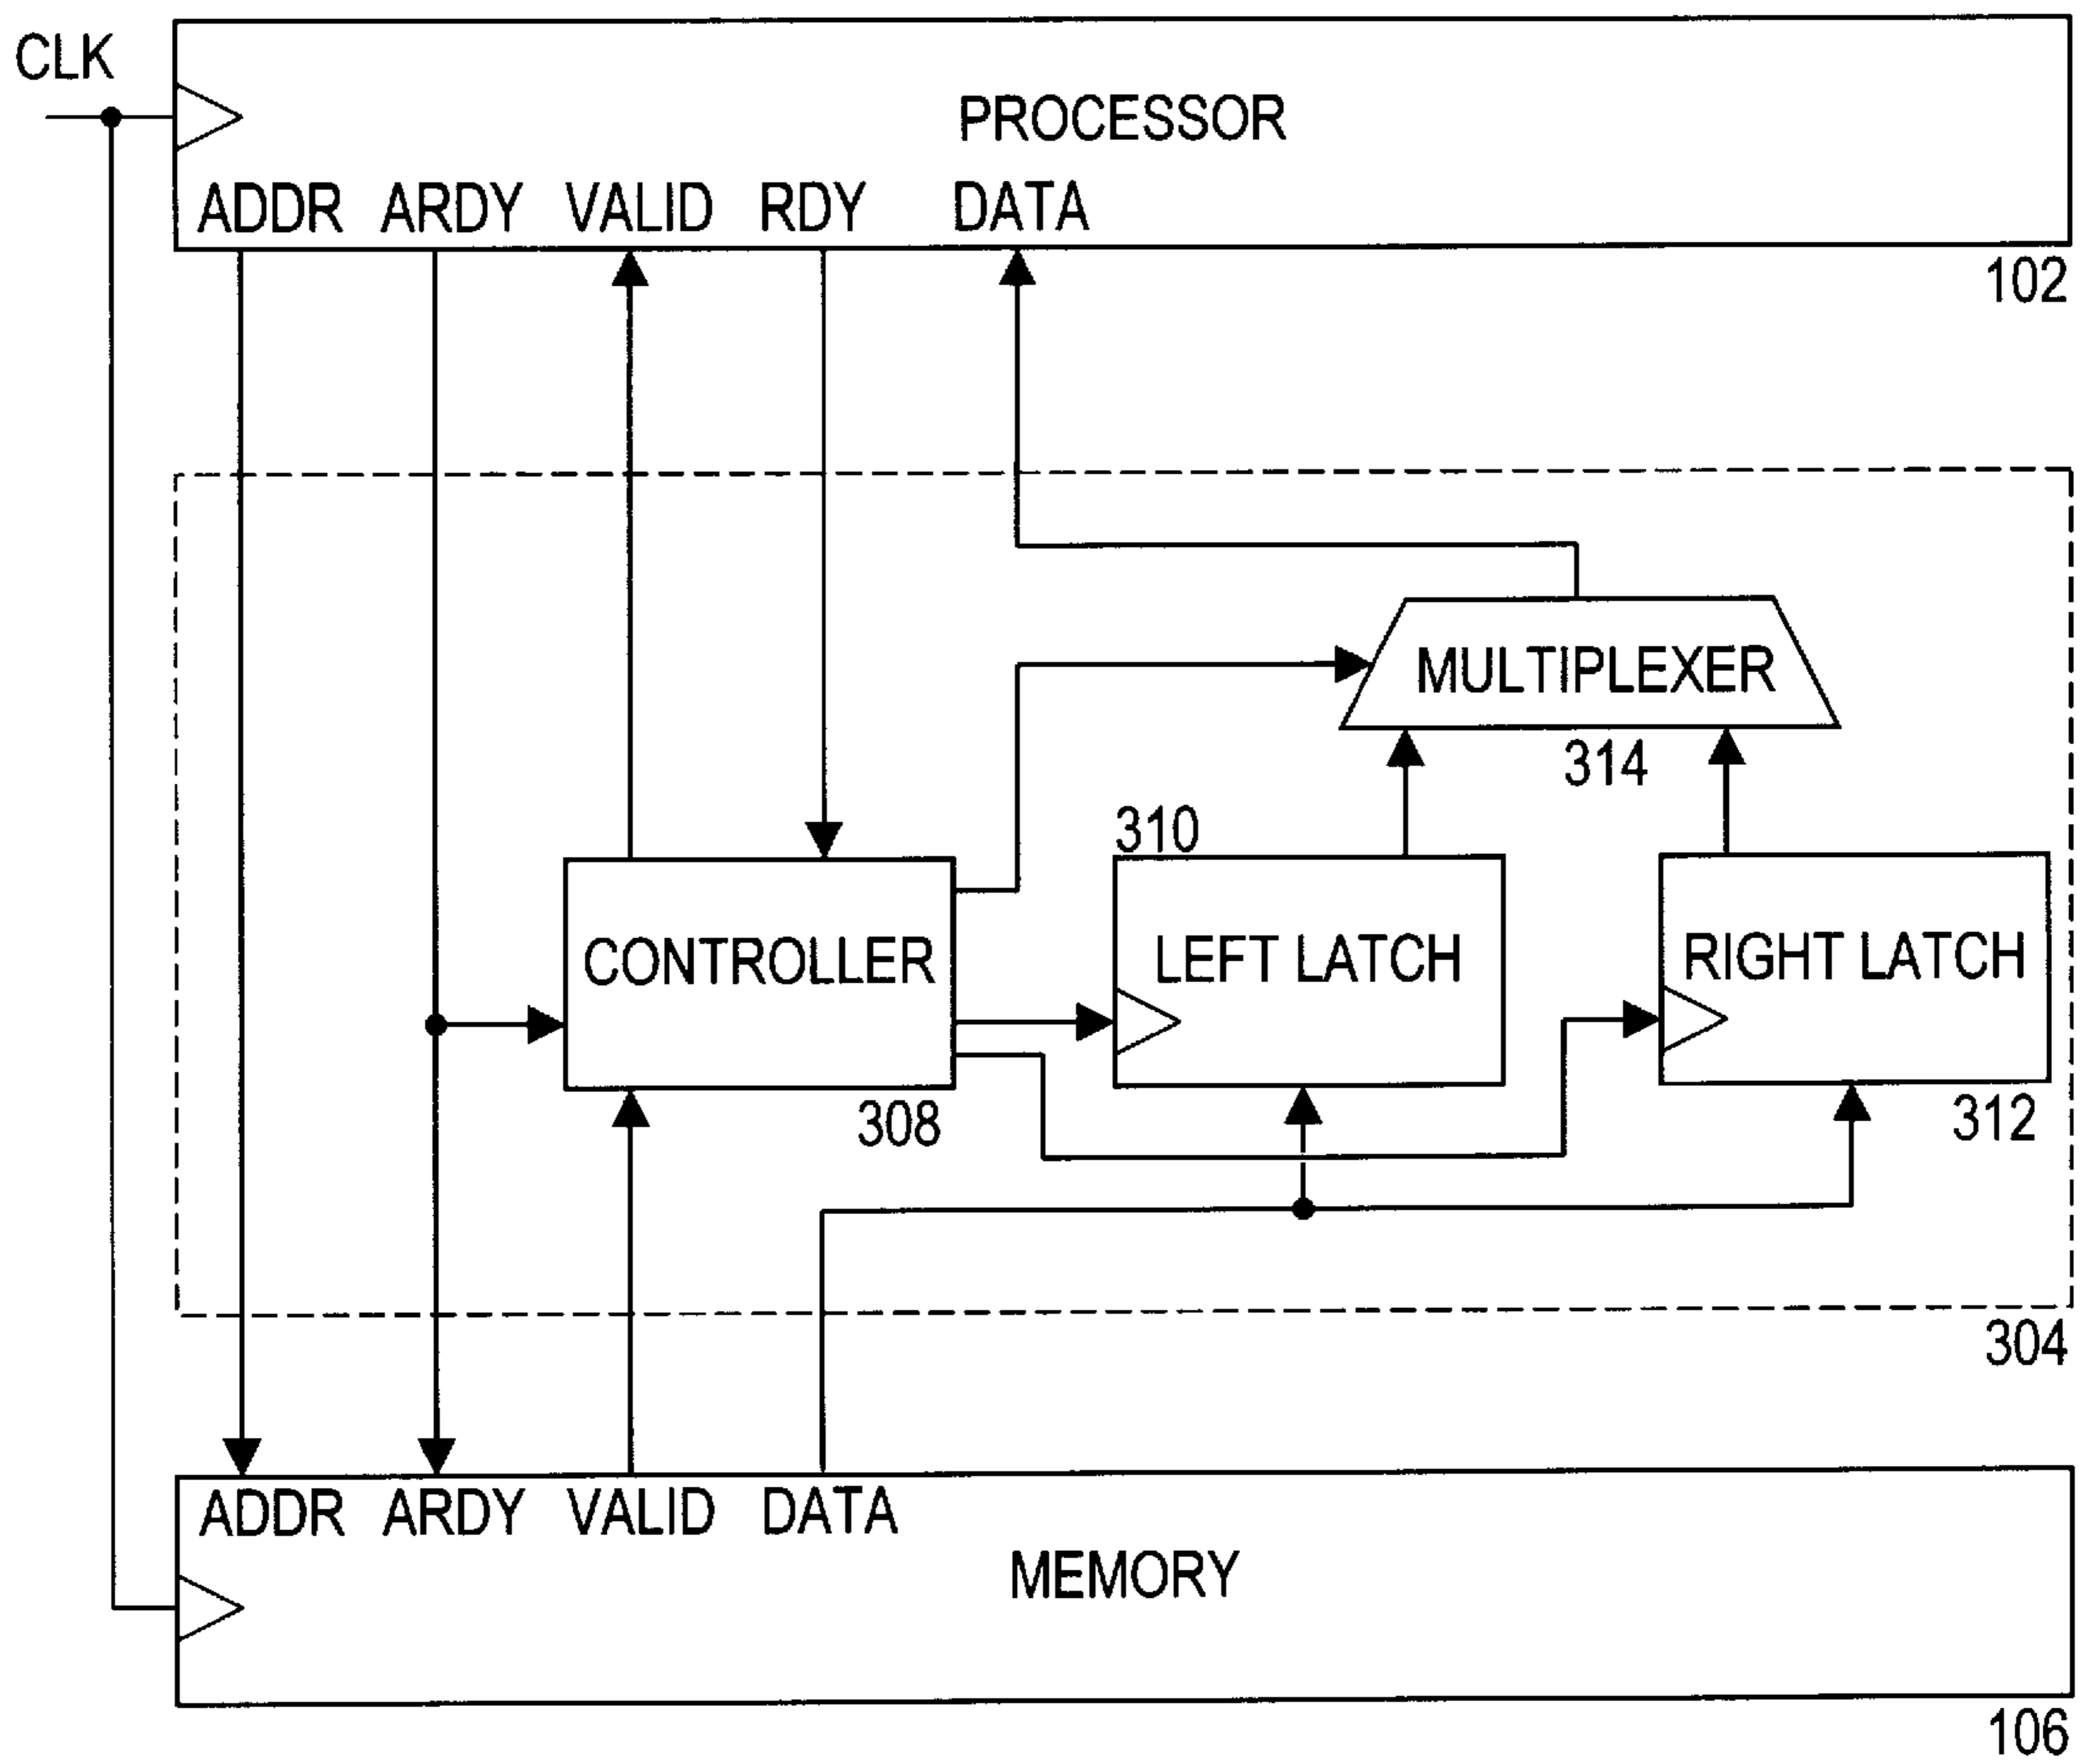 CLK
PROCESSOR
ADDR ARDY VALID RDY DATA
102
MULTIPLEXER
314
310
CONTROLLER
LEFT LATCH
RIGHT LATCH
308
312
304
ADDR ARDY VALID DATA
MEMORY
106